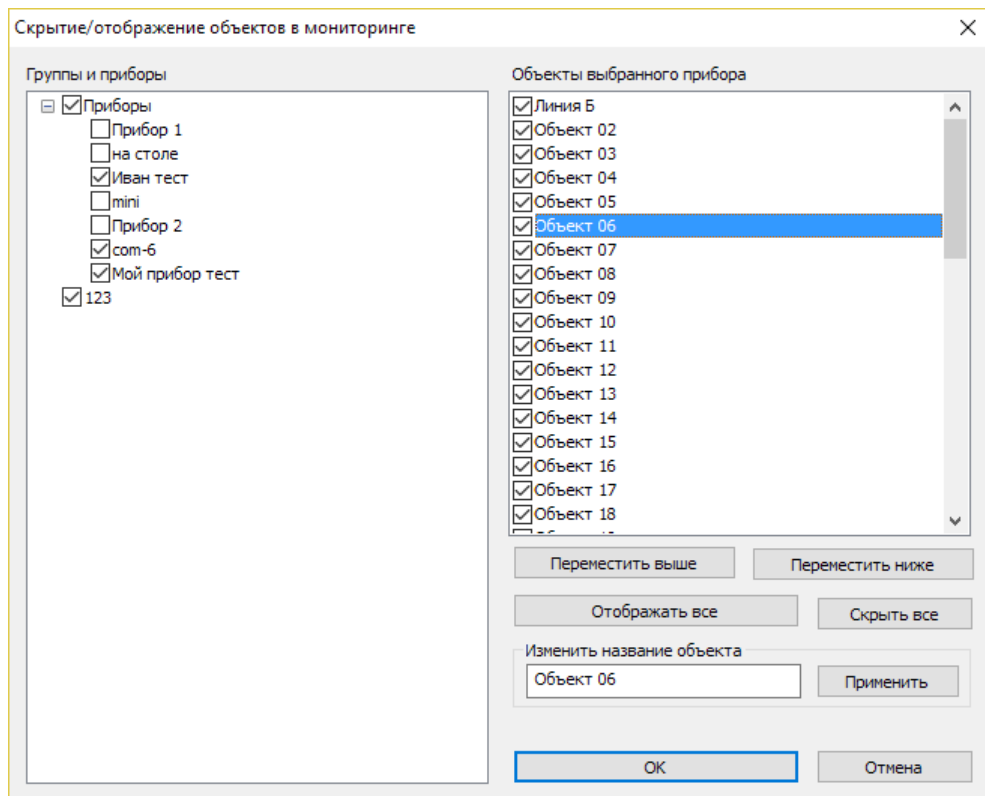 Скрытие/отображение объектов в мониторинге
Группы и приборы
Приборы
Прибор 1
на столе
Иван тест
mini
Прибор 2
com-6
Мой прибор тест
123
Объекты выбранного прибора
Линия Б
Объект 02
Объект 03
Объект 04
Объект 05
Объект 06
Объект 07
Объект 08
Объект 09
Объект 10
Объект 11
Объект 12
Объект 13
Объект 14
Объект 15
Объект 16
Объект 17
Объект 18
Переместить выше
Переместить ниже
Отображать все
Скрыть все
Изменить название объекта
Объект 06
Применить
OK
Отмена